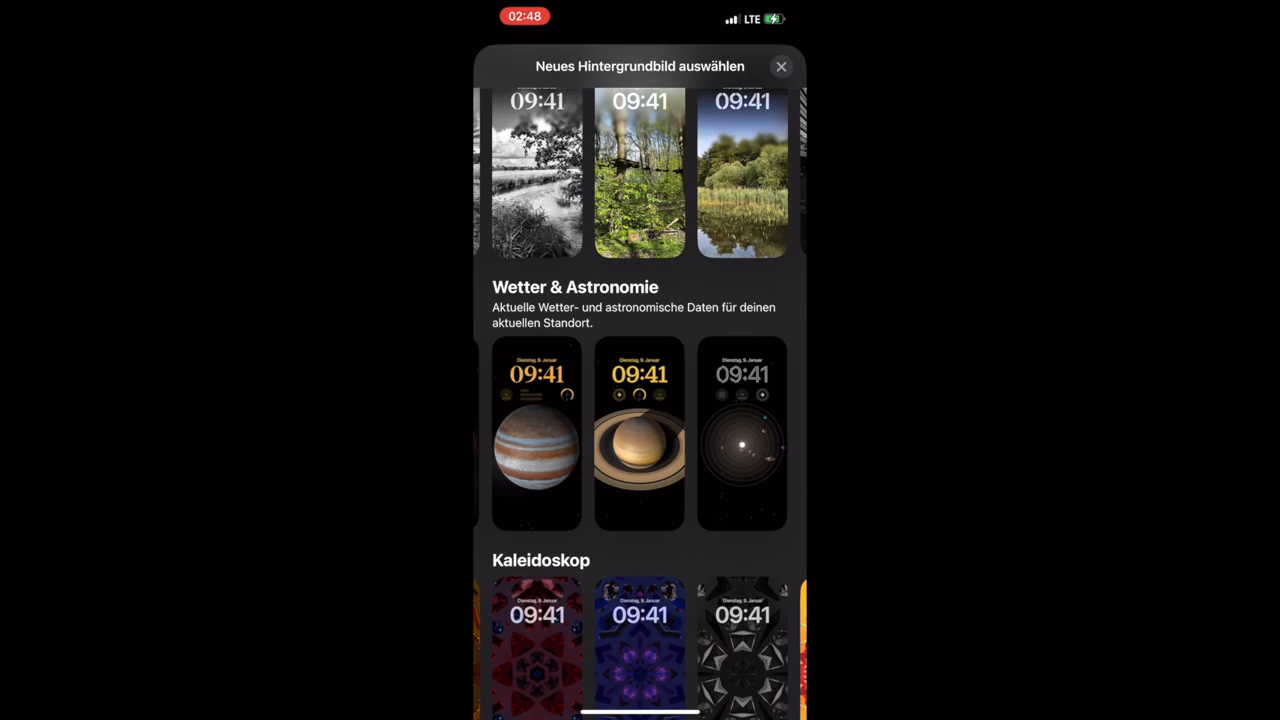 02:48
LTE
Neues Hintergrundbild auswählen
09:41
09:41
09:41
Wetter & Astronomie
Aktuelle Wetter- und astronomische Daten für deinen
aktuellen Standort.
Dienstag, 9. Januar
09:41
Dienstag, 9. Januar
09:41
Dienstag, 9. Januar
09:41
Kaleidoskop
Dienstag, 9. Januar
09:41
Dienstag, 9. Januar
09:41
Dienstag, 9. Januar
09:41